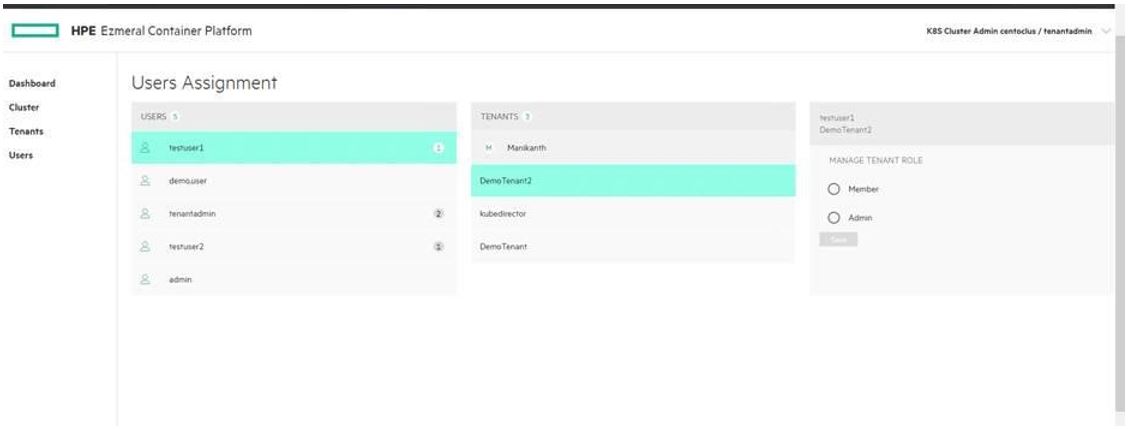 HPE Ezmeral Container Platform
K8S Cluster Admin centoclus / tenantadmin
Dashboard
Cluster
Tenants
Users
Users Assignment
USERS 5
testuser1 1
demo.user
tenantadmin 2
testuser2 1
admin
TENANTS
M Manikanth
DemoTenant2
kubedirector
DemoTenant
testuser1
DemoTenant2
MANAGE TENANT ROLE
Member
Admin
Save